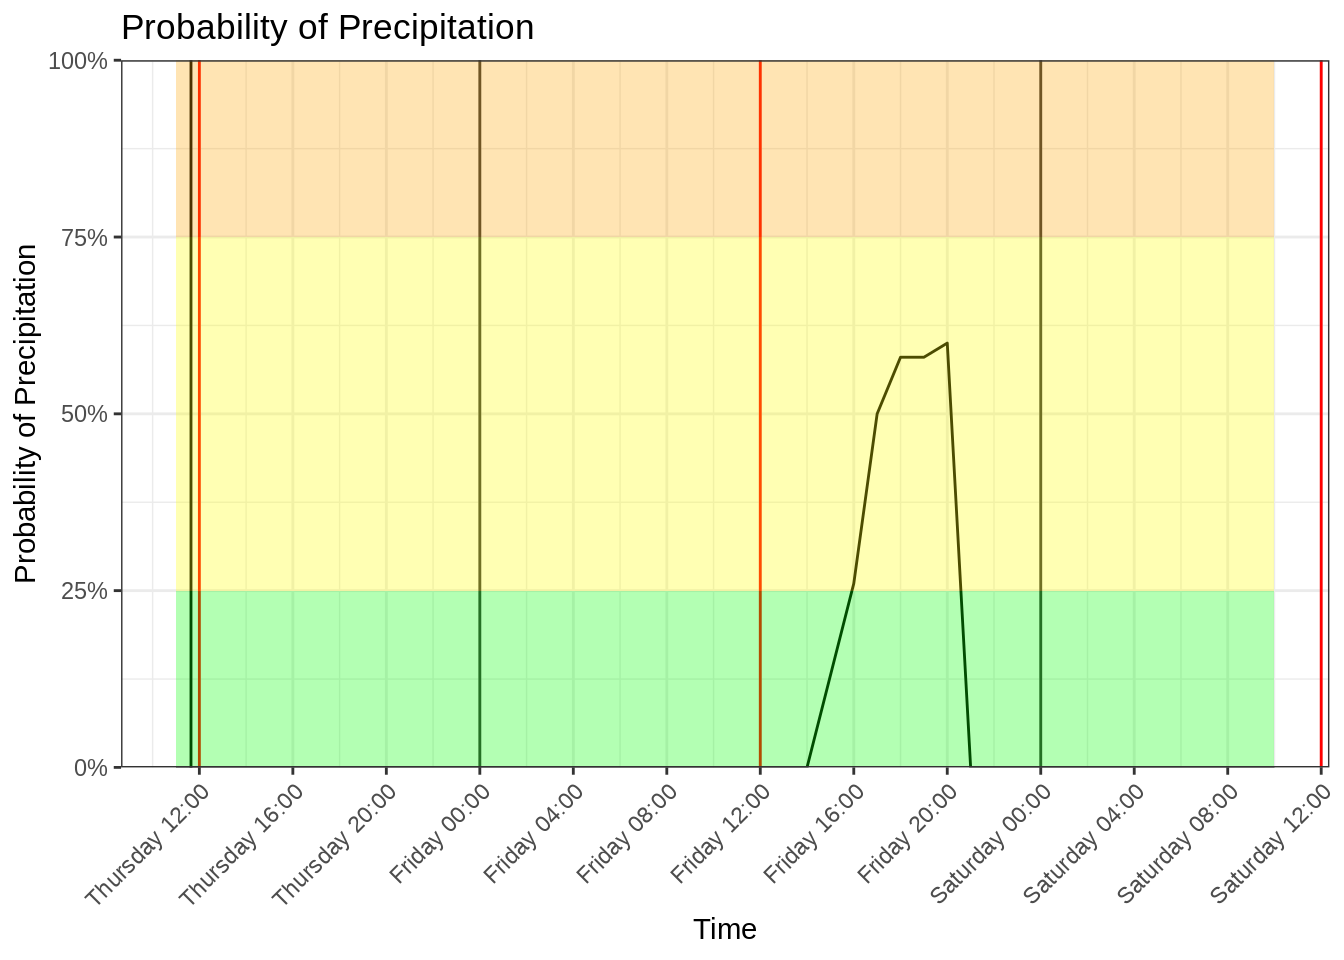 Probability of Precipitation
Probability of Precipitation
100%
75%
50%
25%
0%
Thursday 12:00
Thursday 16:00
Thursday 20:00
Friday 00:00
Friday 04:00
Friday 08:00
Friday 12:00
Friday 16:00
Friday 20:00
Saturday 00:00
Saturday 04:00
Saturday 08:00
Saturday 12:00
Time